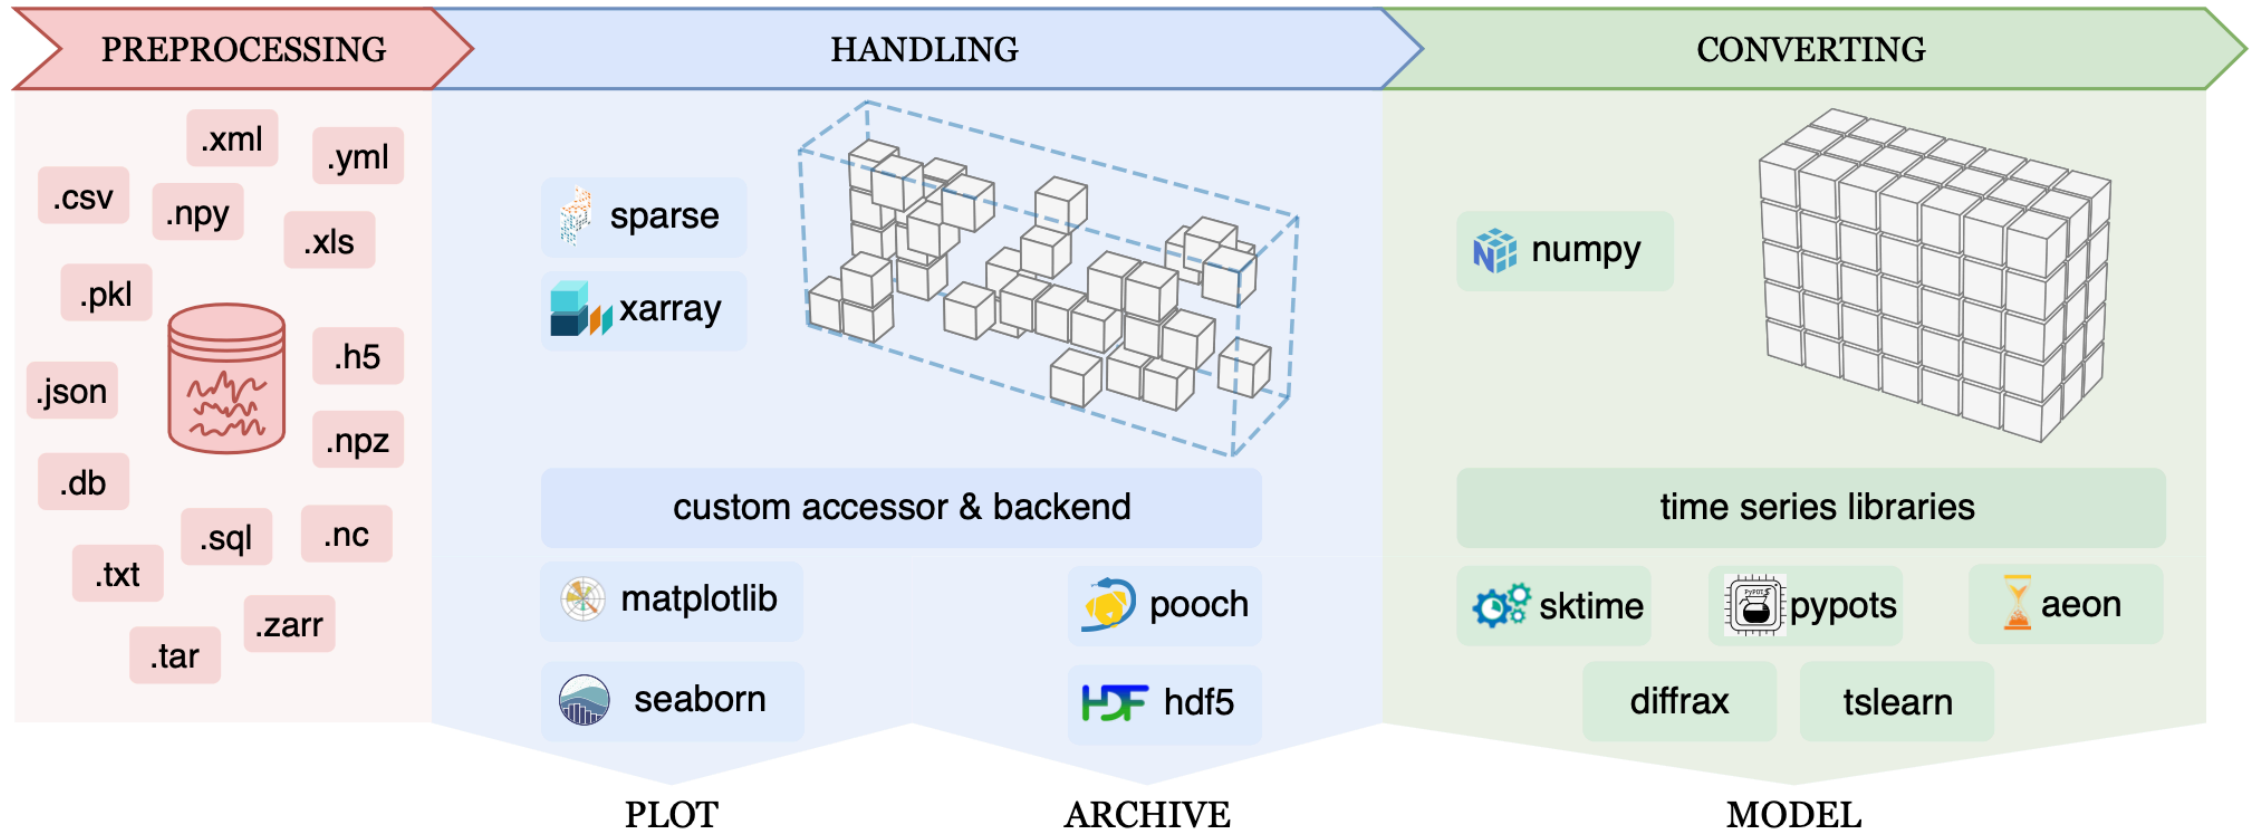 PREPROCESSING
HANDLING
CONVERTING
.xml
.yml
.csv
.npy
.xls
.pkl
.h5
.json
.npz
.db
.sql
.nc
.txt
.zarr
.tar
sparse
xarray
custom accessor & backend
matplotlib
pooch
seaborn
HDF hdf5
numpy
time series libraries
sktime
PyPOTS pypots
aeon
diffrax
tslearn
PLOT
ARCHIVE
MODEL